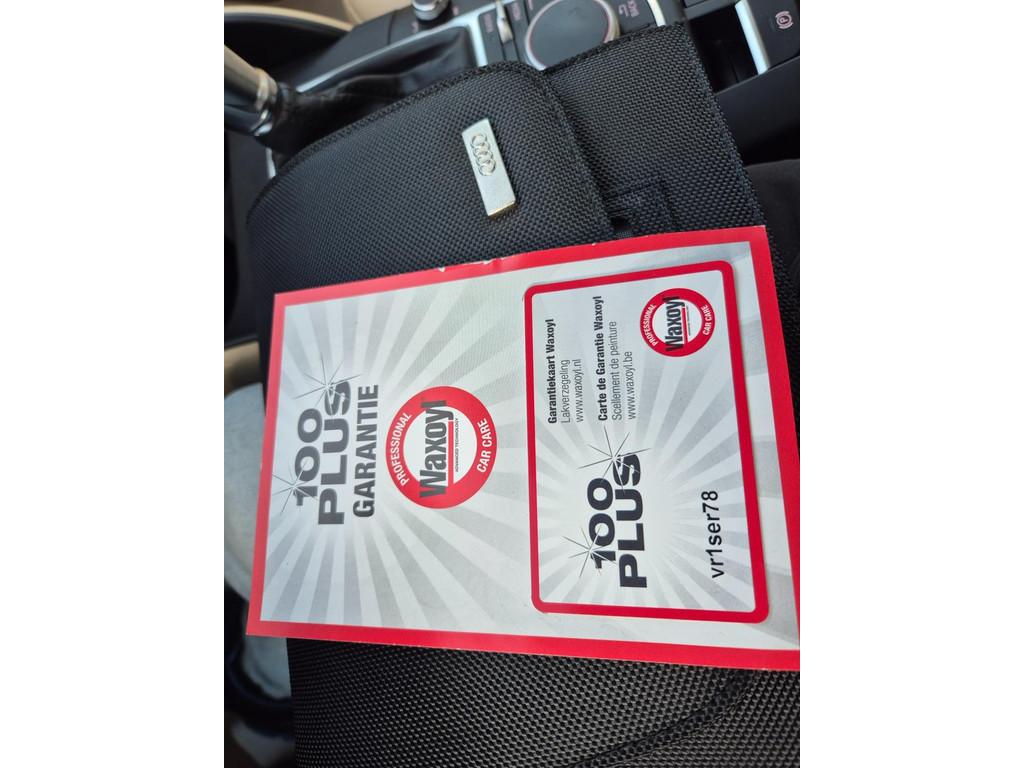 100
PLUS
GARANTIE
PROFESSIONAL
Waxoyl
ADVANCED TECHNOLOGY
CAR CARE
100
PLUS
Garantiekaart Waxoyl
Lakverzegeling
www.waxoyl.nl
Carte de Garantie Waxoyl
Scellement de peinture
www.waxoyl.be
vr1ser78
PROFESSIONAL
Waxoyl
CAR CARE
BACK
P